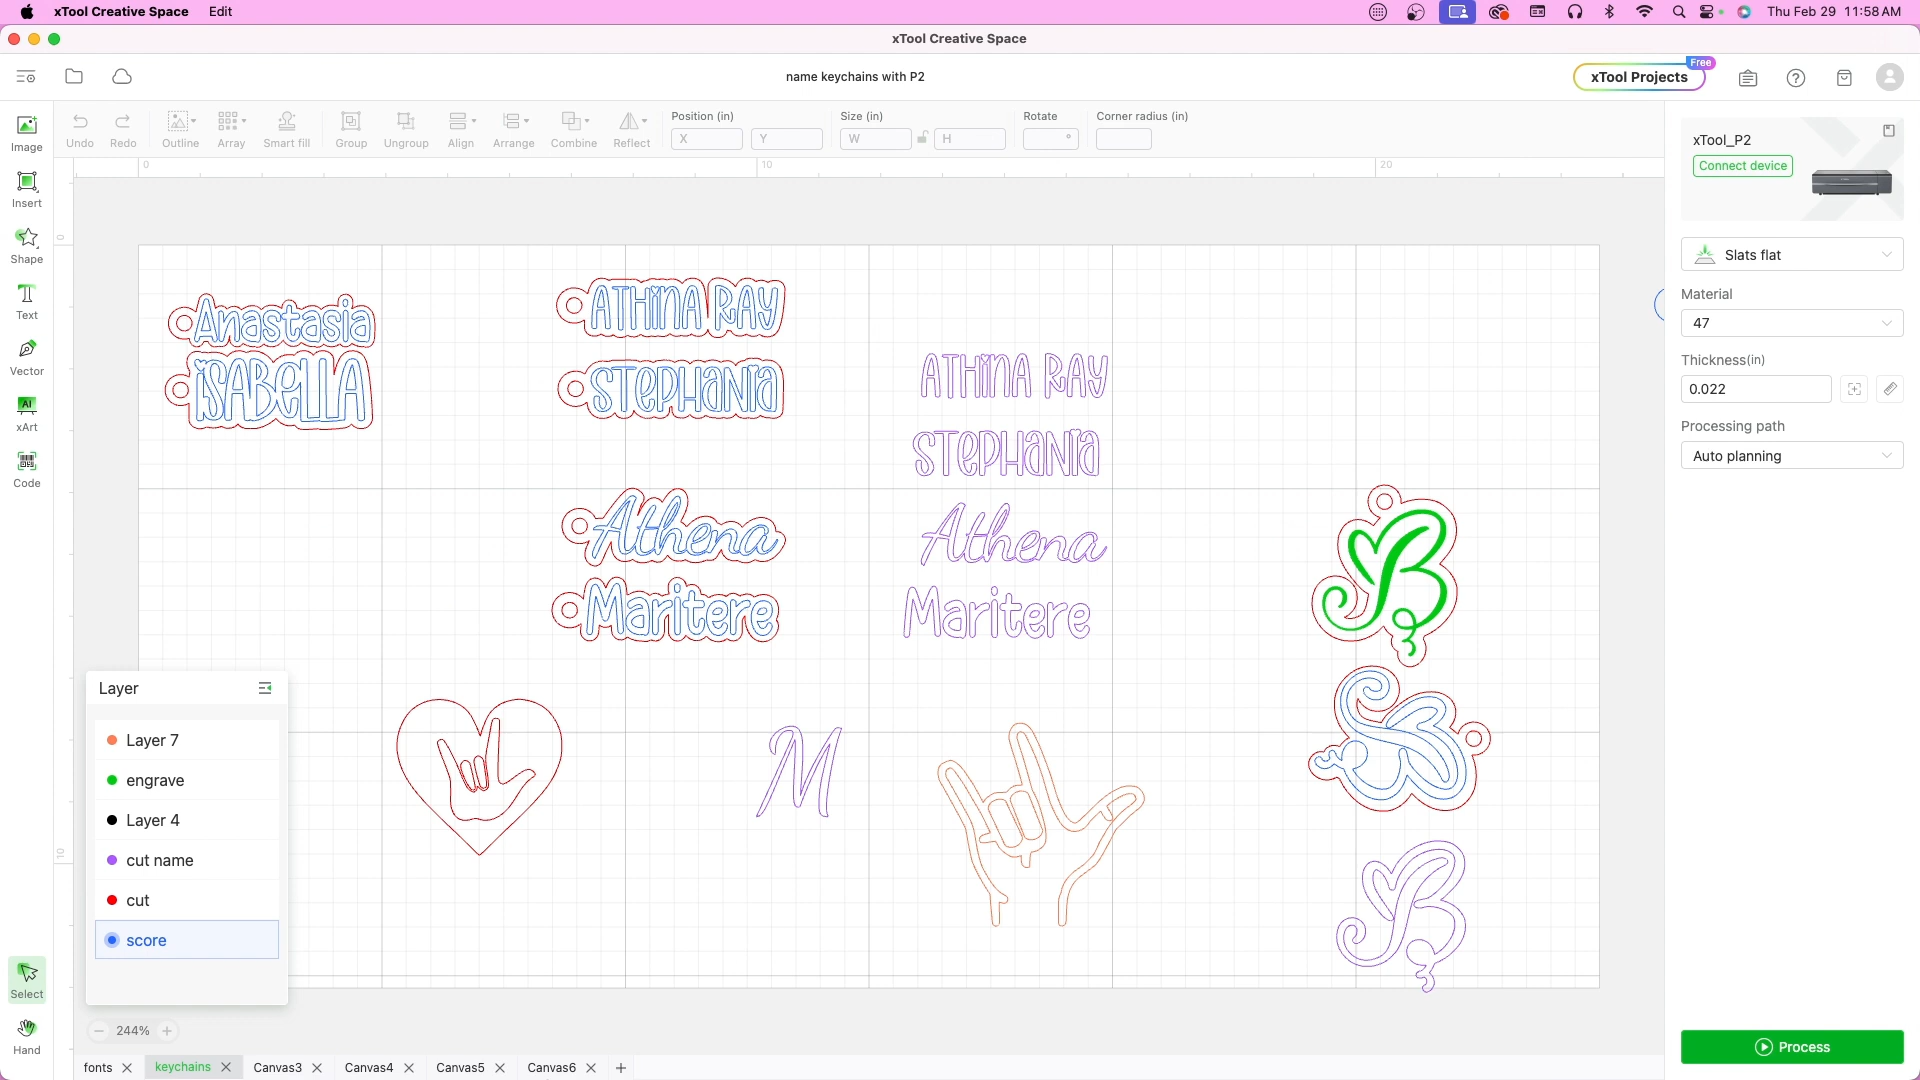 xTool Creative Space Edit
Thu Feb 29 11:58 AM
xTool Creative Space
name keychains with P2
xTool Projects
Free
Image
Insert
Shape
Text
Vector
AI
xArt
Code
Select
Hand
Undo
Redo
Outline
Array
Smart fill
Group
Ungroup
Align
Arrange
Combine
Reflect
Position (in)
X
Y
Size (in)
W
H
Rotate
°
Corner radius (in)
0
10
20
0
10
Anastasia
iSABELLA
ATHINA RAY
STEPHANIA
ATHINA RAY
STEPHANIA
Athena
Maritere
Athena
Maritere
M
B
B
B
Layer
Layer 7
engrave
Layer 4
cut name
cut
score
244%
fonts
keychains
Canvas3
Canvas4
Canvas5
Canvas6
xTool_P2
Connect device
Slats flat
Material
47
Thickness(in)
0.022
Processing path
Auto planning
Process